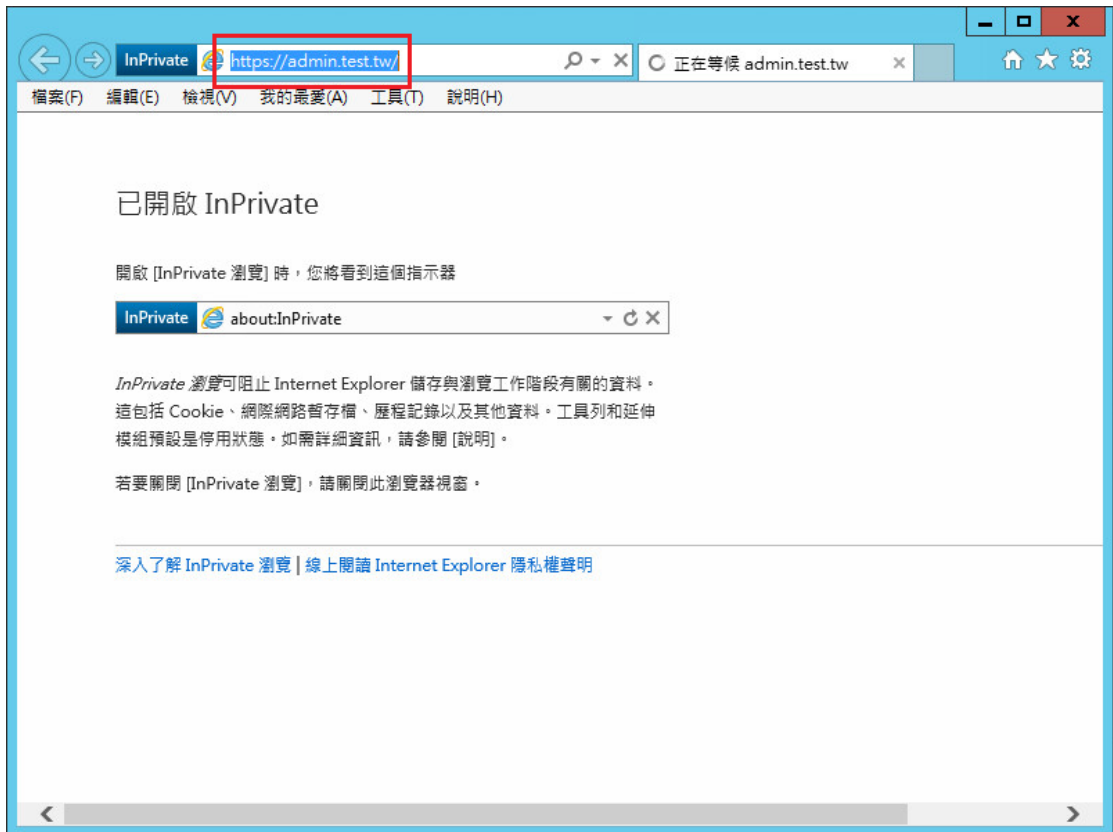 InPrivate https://admin.test.tw/ 正在等候 admin.test.tw
檔案(F) 編輯(E) 檢視(V) 我的最愛(A) 工具(T) 說明(H)
已開啟 InPrivate
開啟 [InPrivate 瀏覽] 時，您將看到這個指示器
InPrivate about:InPrivate
InPrivate 瀏覽可阻止 Internet Explorer 儲存與瀏覽工作階段有關的資料。
這包括 Cookie、網際網路暫存檔、歷程記錄以及其他資料。工具列和延伸
模組預設是停用狀態。如需詳細資訊，請參閱 [說明]。
若要關閉 [InPrivate 瀏覽]，請關閉此瀏覽器視窗。
深入了解 InPrivate 瀏覽 | 線上閱讀 Internet Explorer 隱私權聲明